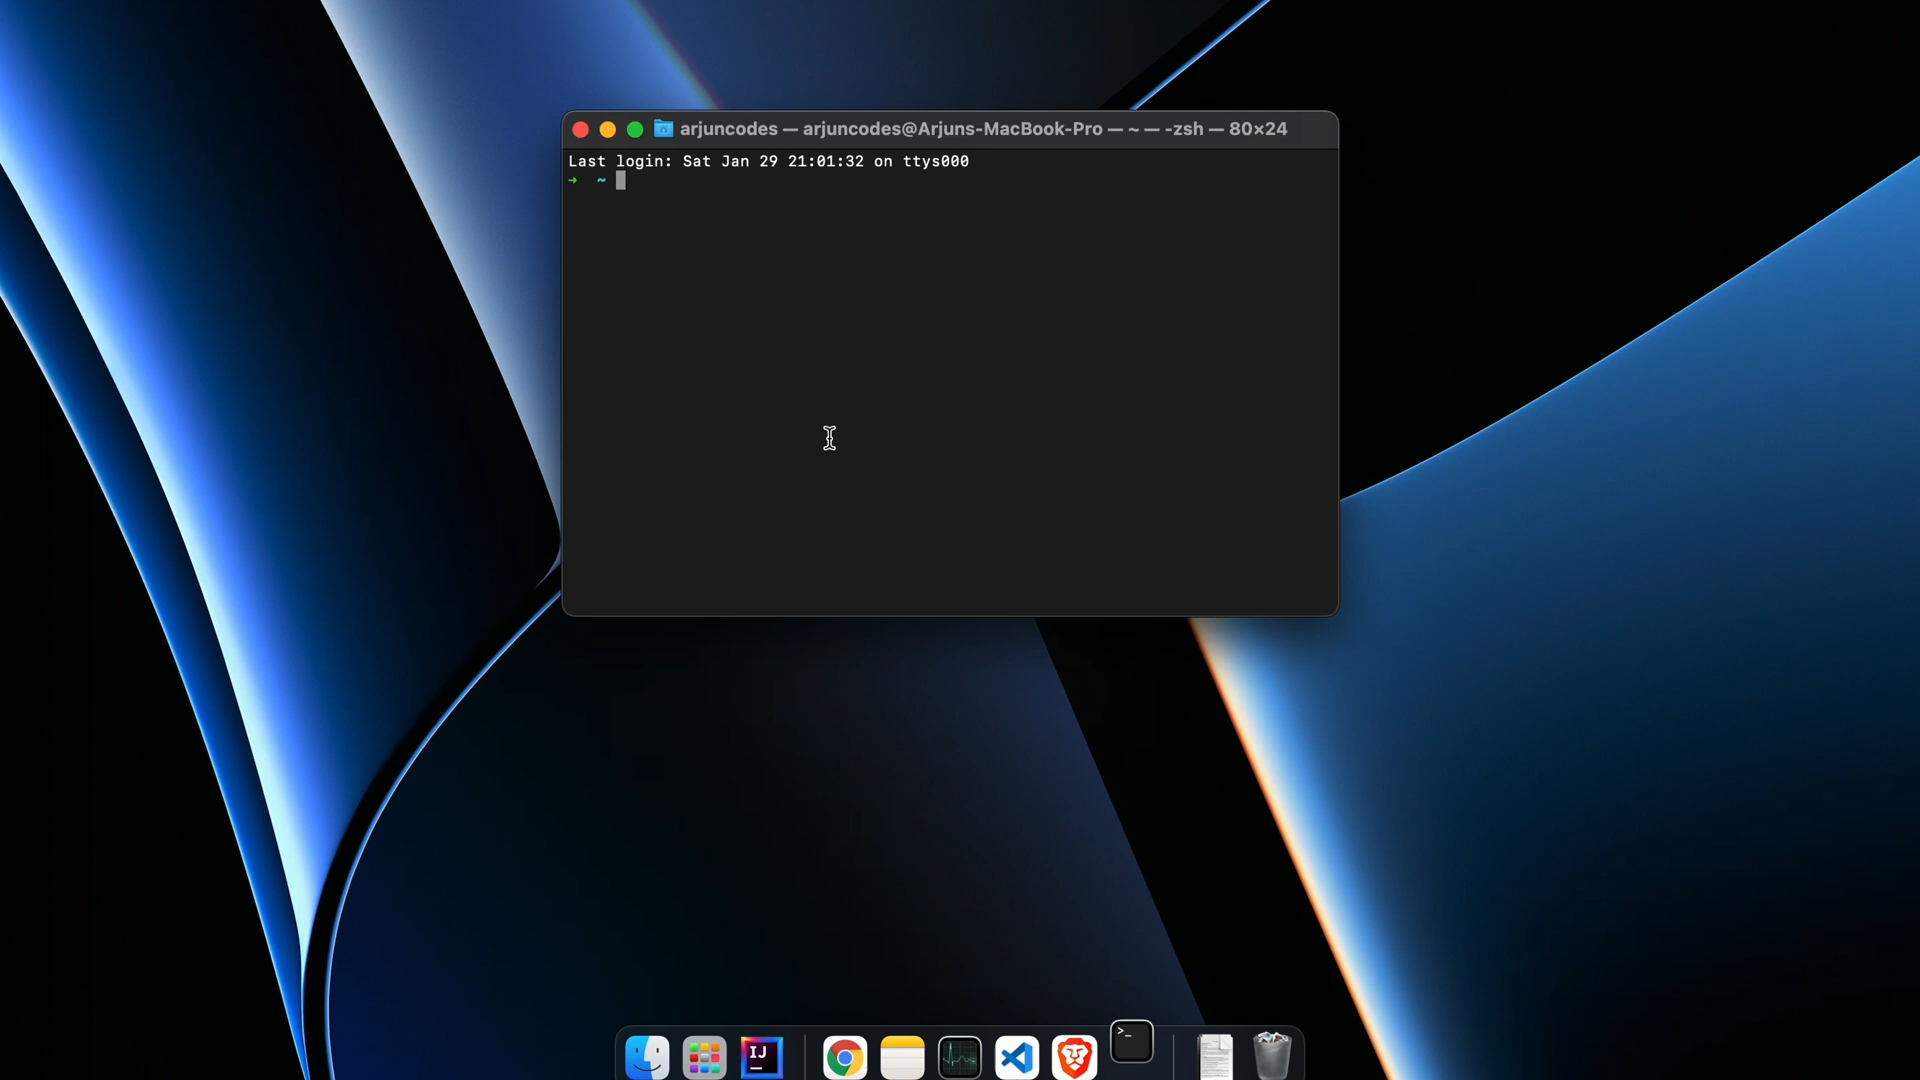 arjuncodes — arjuncodes@Arjuns-MacBook-Pro — ~ — -zsh — 80×24
Last login: Sat Jan 29 21:01:32 on ttys000
➜ ~
IJ
>_